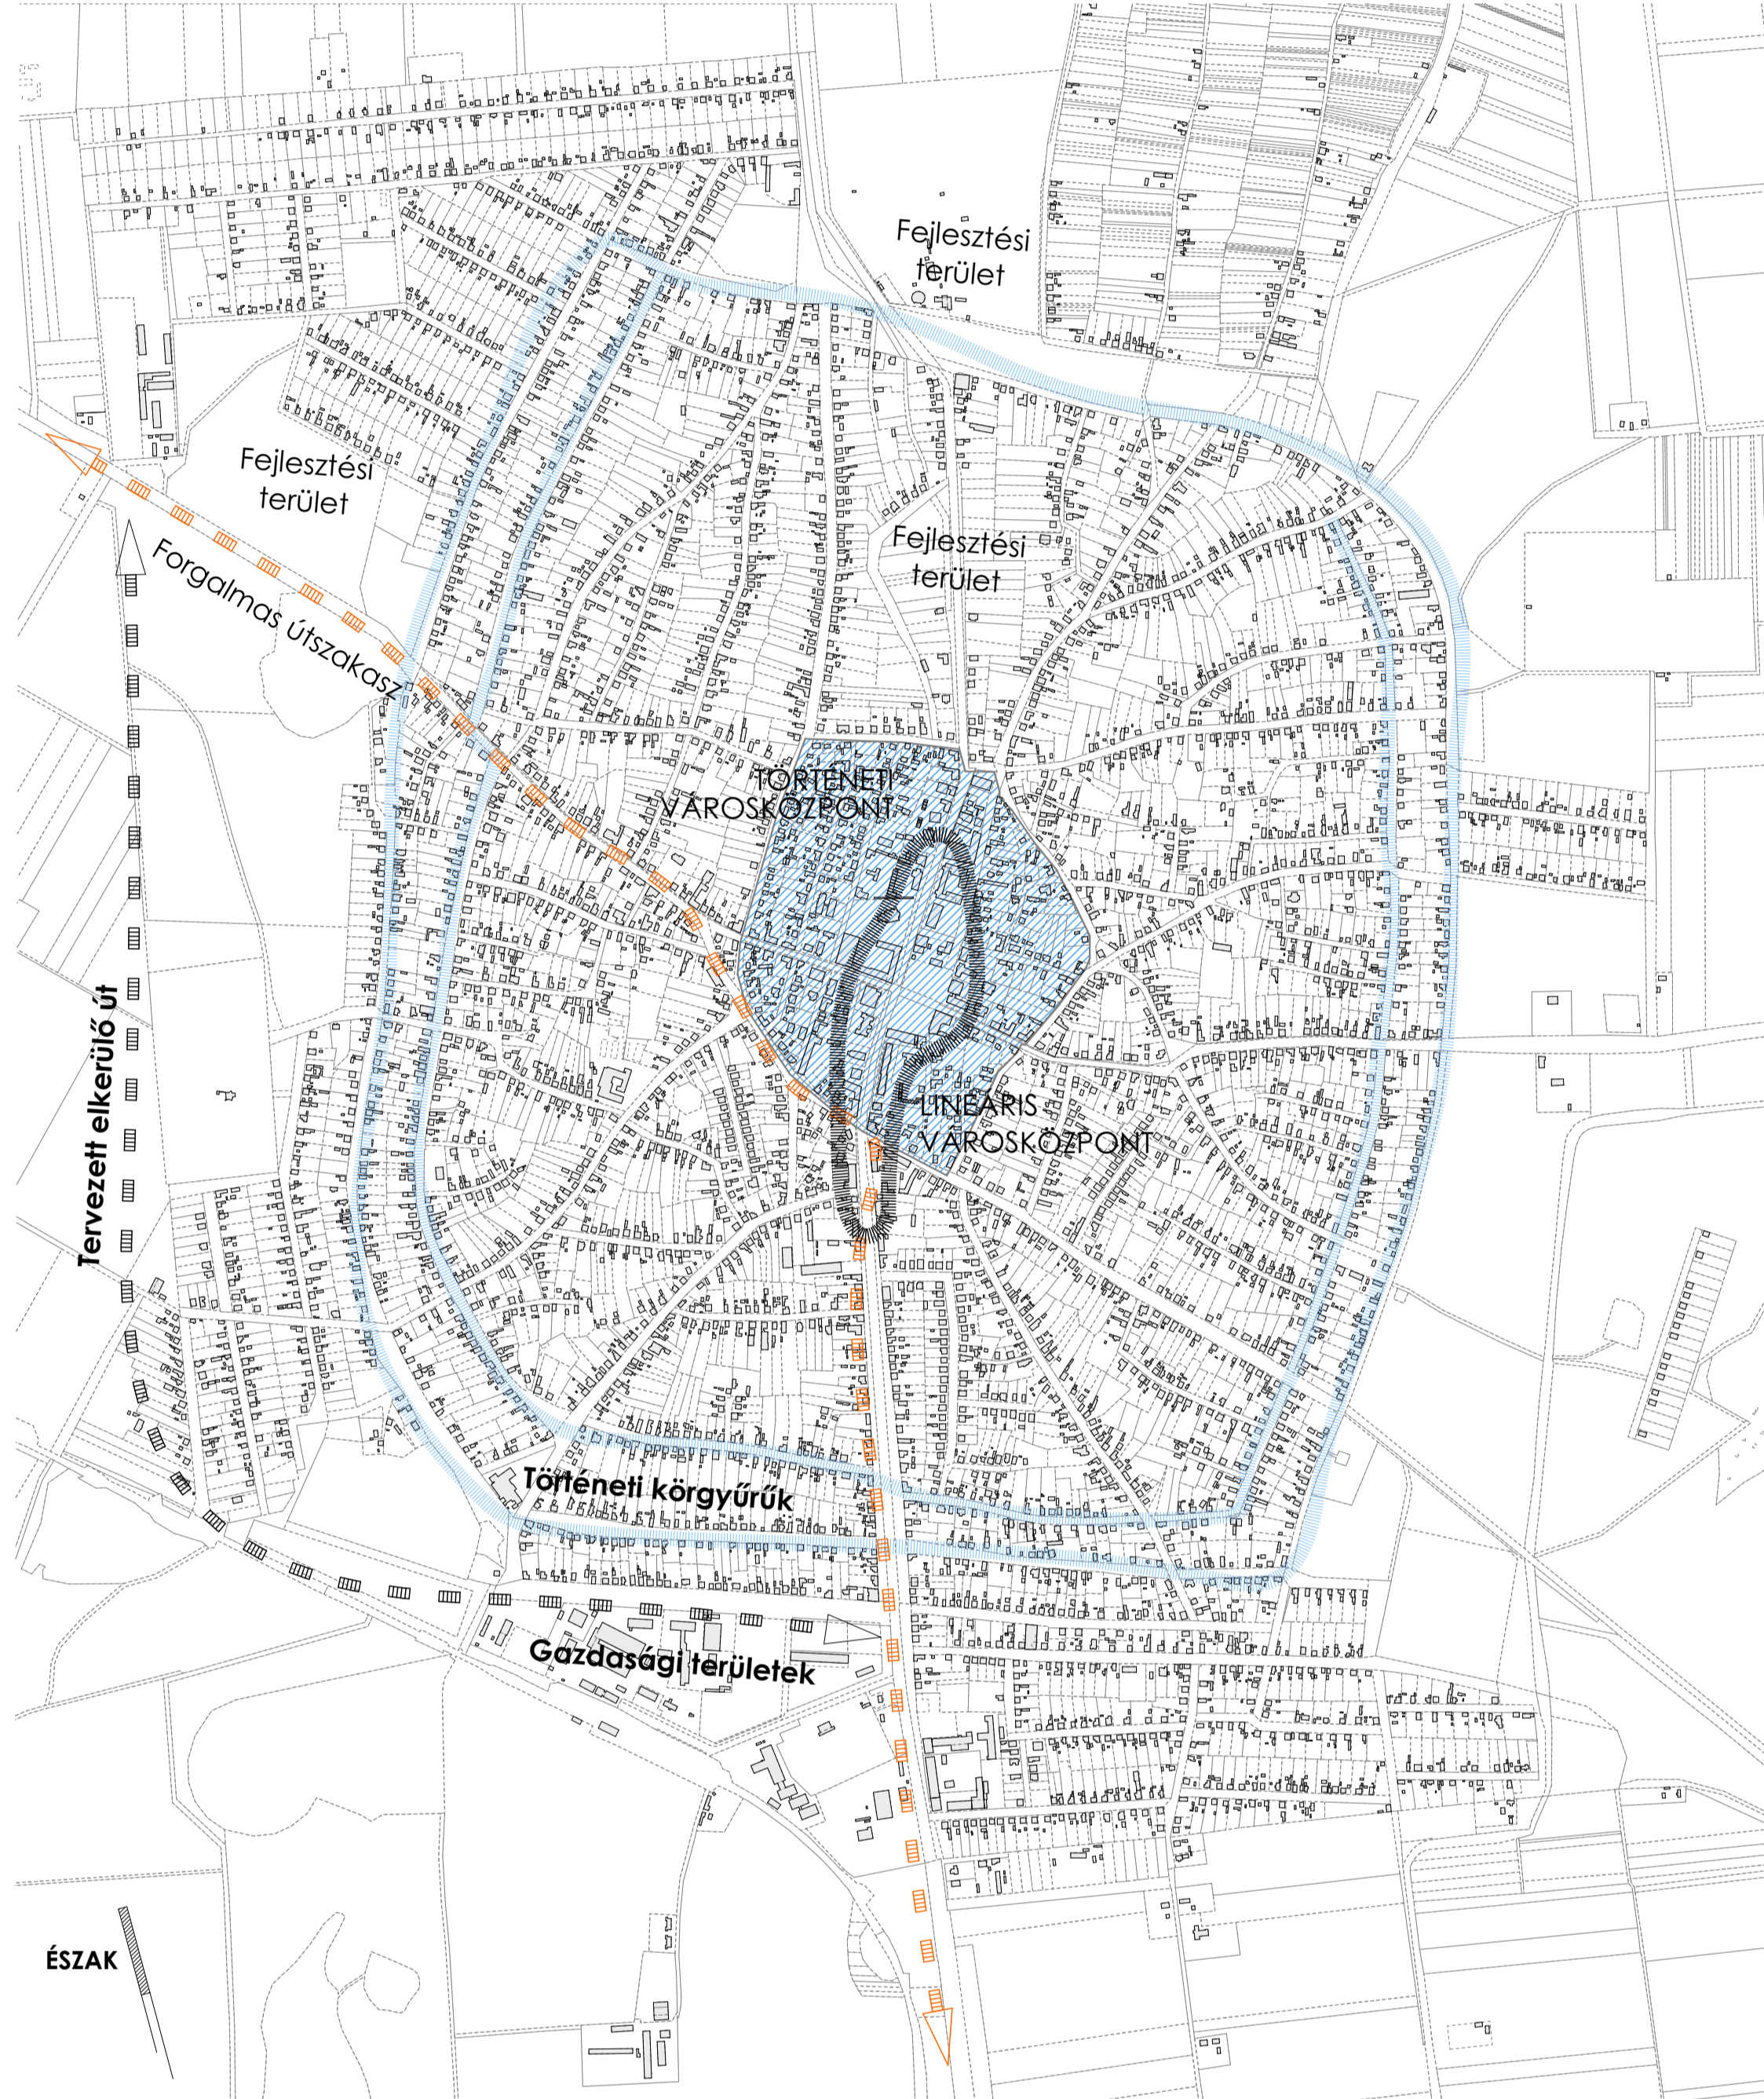 Fejlesztési
terület
Fejlesztési
terület
Fejlesztési
terület
Forgalmas útszakasz
TÖRTÉNETI
VÁROSKÖZPONT
Tervezett elkerülő út
LINEÁRIS
VÁROSKÖZPONT
Történeti körgyűrűk
Gazdasági területek
ÉSZAK